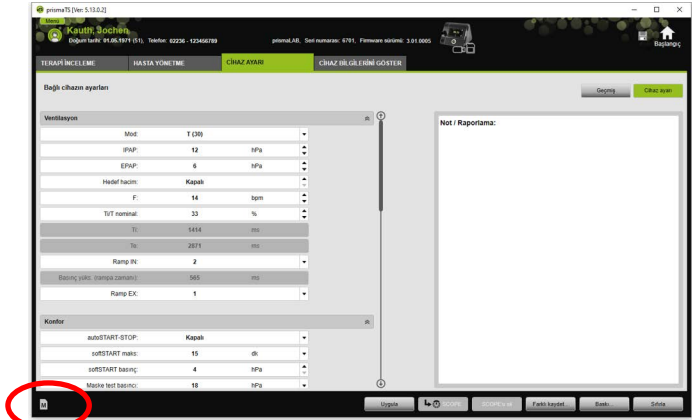 prismaTS [Ver: 5.13.0.2]
Menü
Kauth, Jochen
Doğum tarihi: 01.05.1971 (51), Telefon: 02236 - 123456789
prismaLAB, Seri numarası: 6701, Firmware sürümü: 3.01.0005
Başlangıç
TERAPİ İNCELEME HASTA YÖNETME CİHAZ AYARI CİHAZ BİLGİLERİNİ GÖSTER
Bağlı cihazın ayarları
Geçmiş Cihaz ayarı
Ventilasyon
Not / Raporlama:
Mod: T (30)
IPAP: 12 hPa
EPAP: 6 hPa
Hedef hacim: Kapalı
F: 14 bpm
Ti/T nominal: 33 %
Ti: 1414 ms
Te: 2871 ms
Ramp IN: 2
Basınç yüks. (rampa zamanı): 565 ms
Ramp EX: 1
Konfor
autoSTART-STOP: Kapalı
softSTART maks: 15 dk
softSTART basınç: 4 hPa
Maske test basıncı: 18 hPa
M
Uygula SCOPE Farklı kaydet... Baskı... Sıfırla